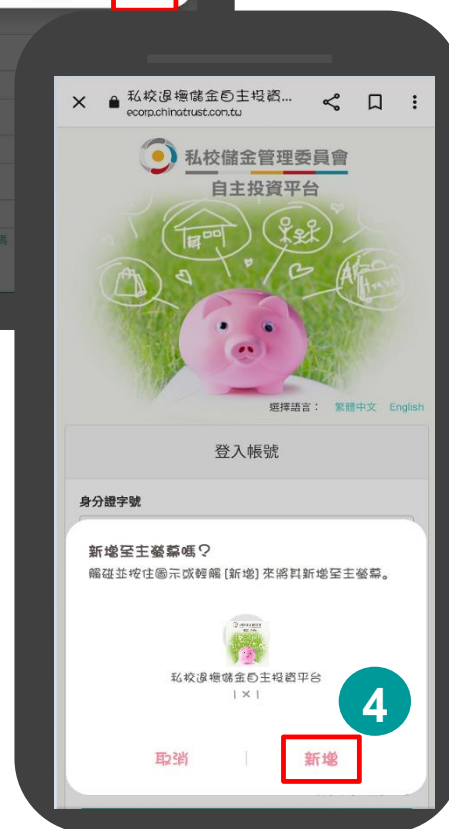 私校退撫儲金自主投資...
ecorp.chinatrust.com.tw
私校儲金管理委員會
自主投資平台
選擇語言： 繁體中文 English
登入帳號
身分證字號
新增至主螢幕嗎？
觸碰並按住圖示或輕觸 [新增] 來將其新增至主螢幕。
私校退撫儲金自主投資平台
1 × 1
4
取消
新增